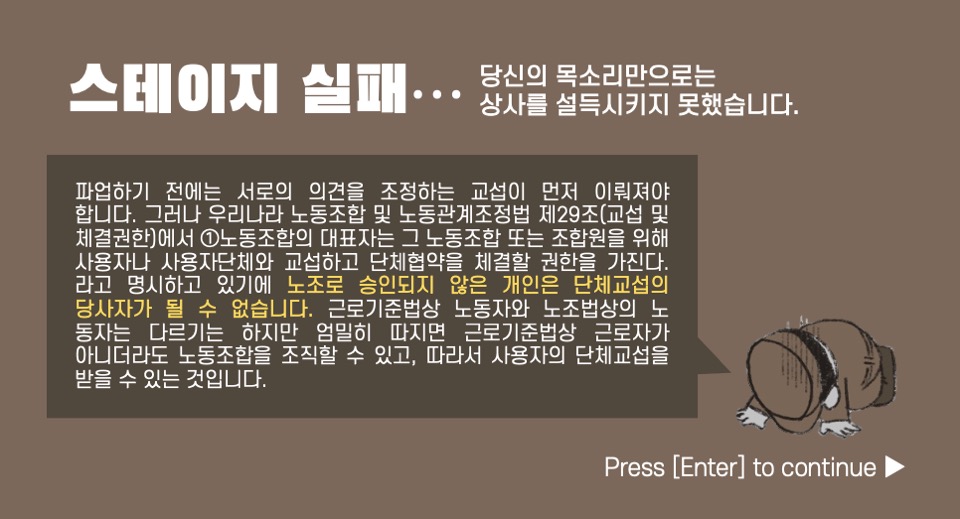 스테이지 실패···
당신의 목소리만으로는
상사를 설득시키지 못했습니다.
파업하기 전에는 서로의 의견을 조정하는 교섭이 먼저 이뤄져야
합니다. 그러나 우리나라 노동조합 및 노동관계조정법 제29조(교섭 및
체결권한)에서 ①노동조합의 대표자는 그 노동조합 또는 조합원을 위해
사용자나 사용자단체와 교섭하고 단체협약을 체결할 권한을 가진다.
라고 명시하고 있기에 노조로 승인되지 않은 개인은 단체교섭의
당사자가 될 수 없습니다. 근로기준법상 노동자와 노조법상의 노
동자는 다르기는 하지만 엄밀히 따지면 근로기준법상 근로자가
아니더라도 노동조합을 조직할 수 있고, 따라서 사용자의 단체교섭을
받을 수 있는 것입니다.
Press [Enter] to continue ▶